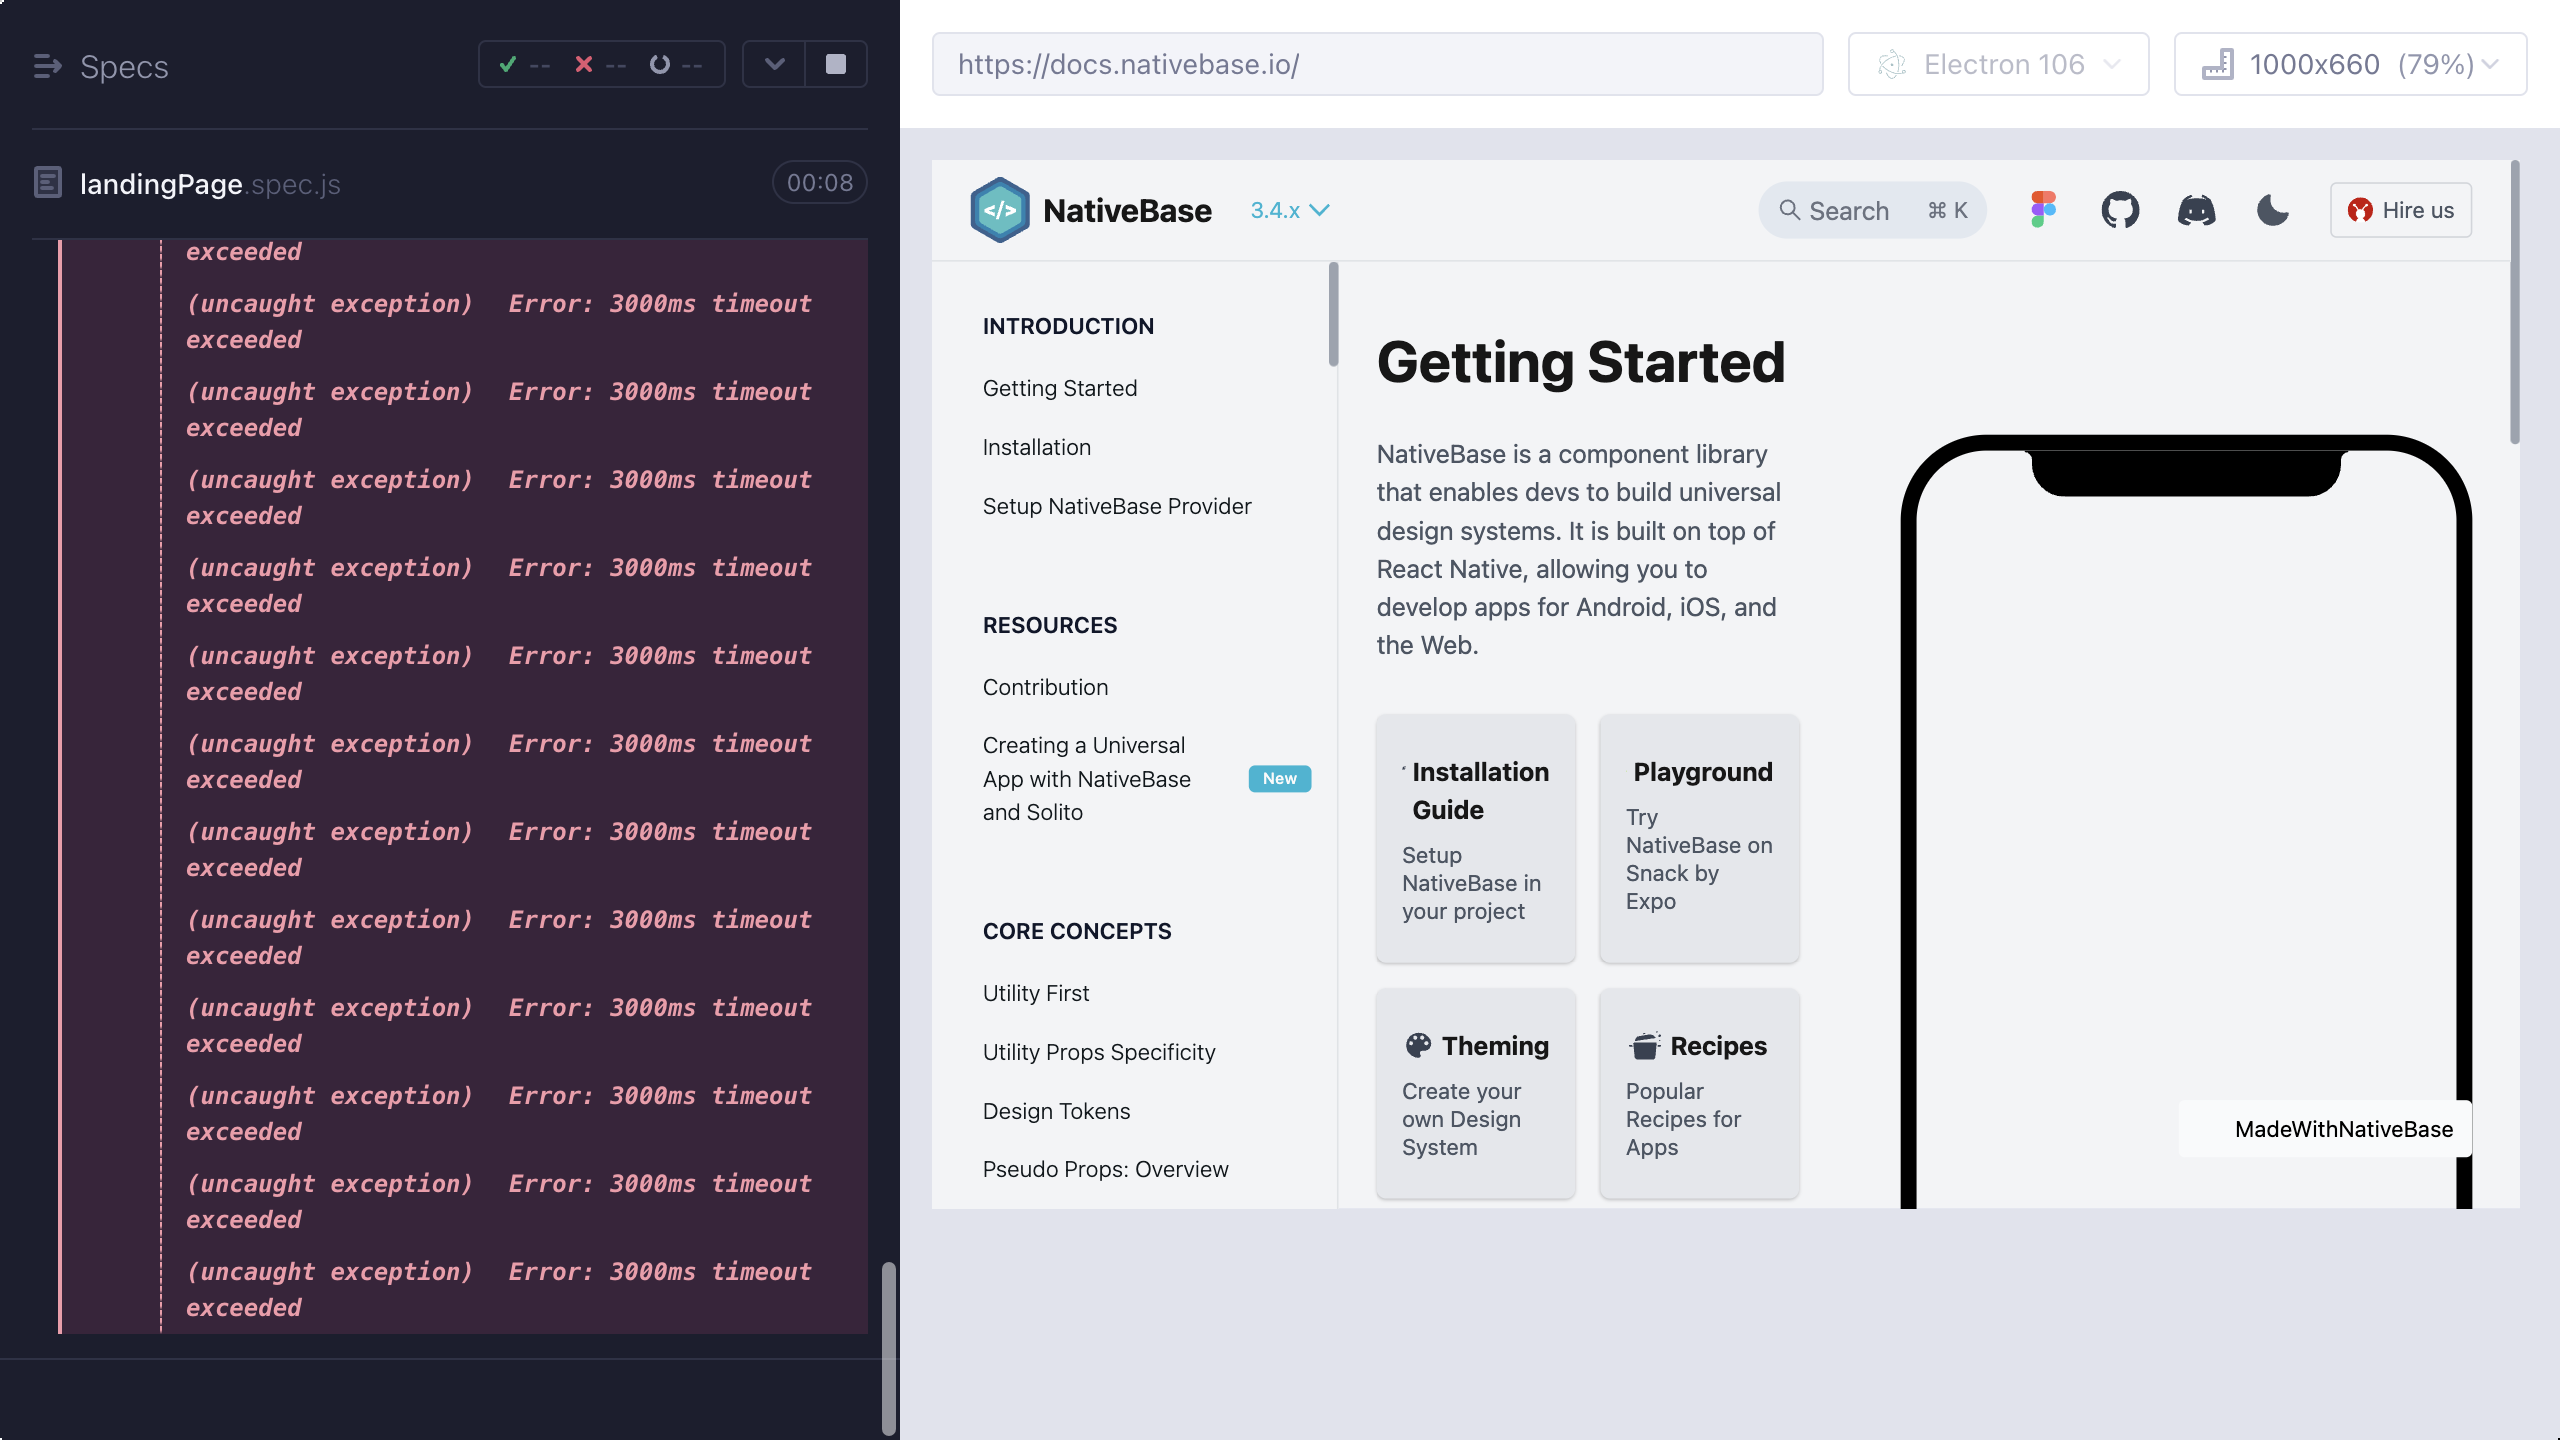 Specs
--
--
--
landingPage.spec.js
00:08
exceeded
(uncaught exception) Error: 3000ms timeout
exceeded
(uncaught exception) Error: 3000ms timeout
exceeded
(uncaught exception) Error: 3000ms timeout
exceeded
(uncaught exception) Error: 3000ms timeout
exceeded
(uncaught exception) Error: 3000ms timeout
exceeded
(uncaught exception) Error: 3000ms timeout
exceeded
(uncaught exception) Error: 3000ms timeout
exceeded
(uncaught exception) Error: 3000ms timeout
exceeded
(uncaught exception) Error: 3000ms timeout
exceeded
(uncaught exception) Error: 3000ms timeout
exceeded
(uncaught exception) Error: 3000ms timeout
exceeded
(uncaught exception) Error: 3000ms timeout
exceeded
https://docs.nativebase.io/
Electron 106
1000x660 (79%)
</> NativeBase
3.4.x
Search ⌘ K
Hire us
INTRODUCTION
Getting Started
Installation
Setup NativeBase Provider
RESOURCES
Contribution
Creating a Universal
App with NativeBase
and Solito
New
CORE CONCEPTS
Utility First
Utility Props Specificity
Design Tokens
Pseudo Props: Overview
Getting Started
NativeBase is a component library
that enables devs to build universal
design systems. It is built on top of
React Native, allowing you to
develop apps for Android, iOS, and
the Web.
Installation
Guide
Setup
NativeBase in
your project
Playground
Try
NativeBase on
Snack by
Expo
Theming
Create your
own Design
System
Recipes
Popular
Recipes for
Apps
MadeWithNativeBase